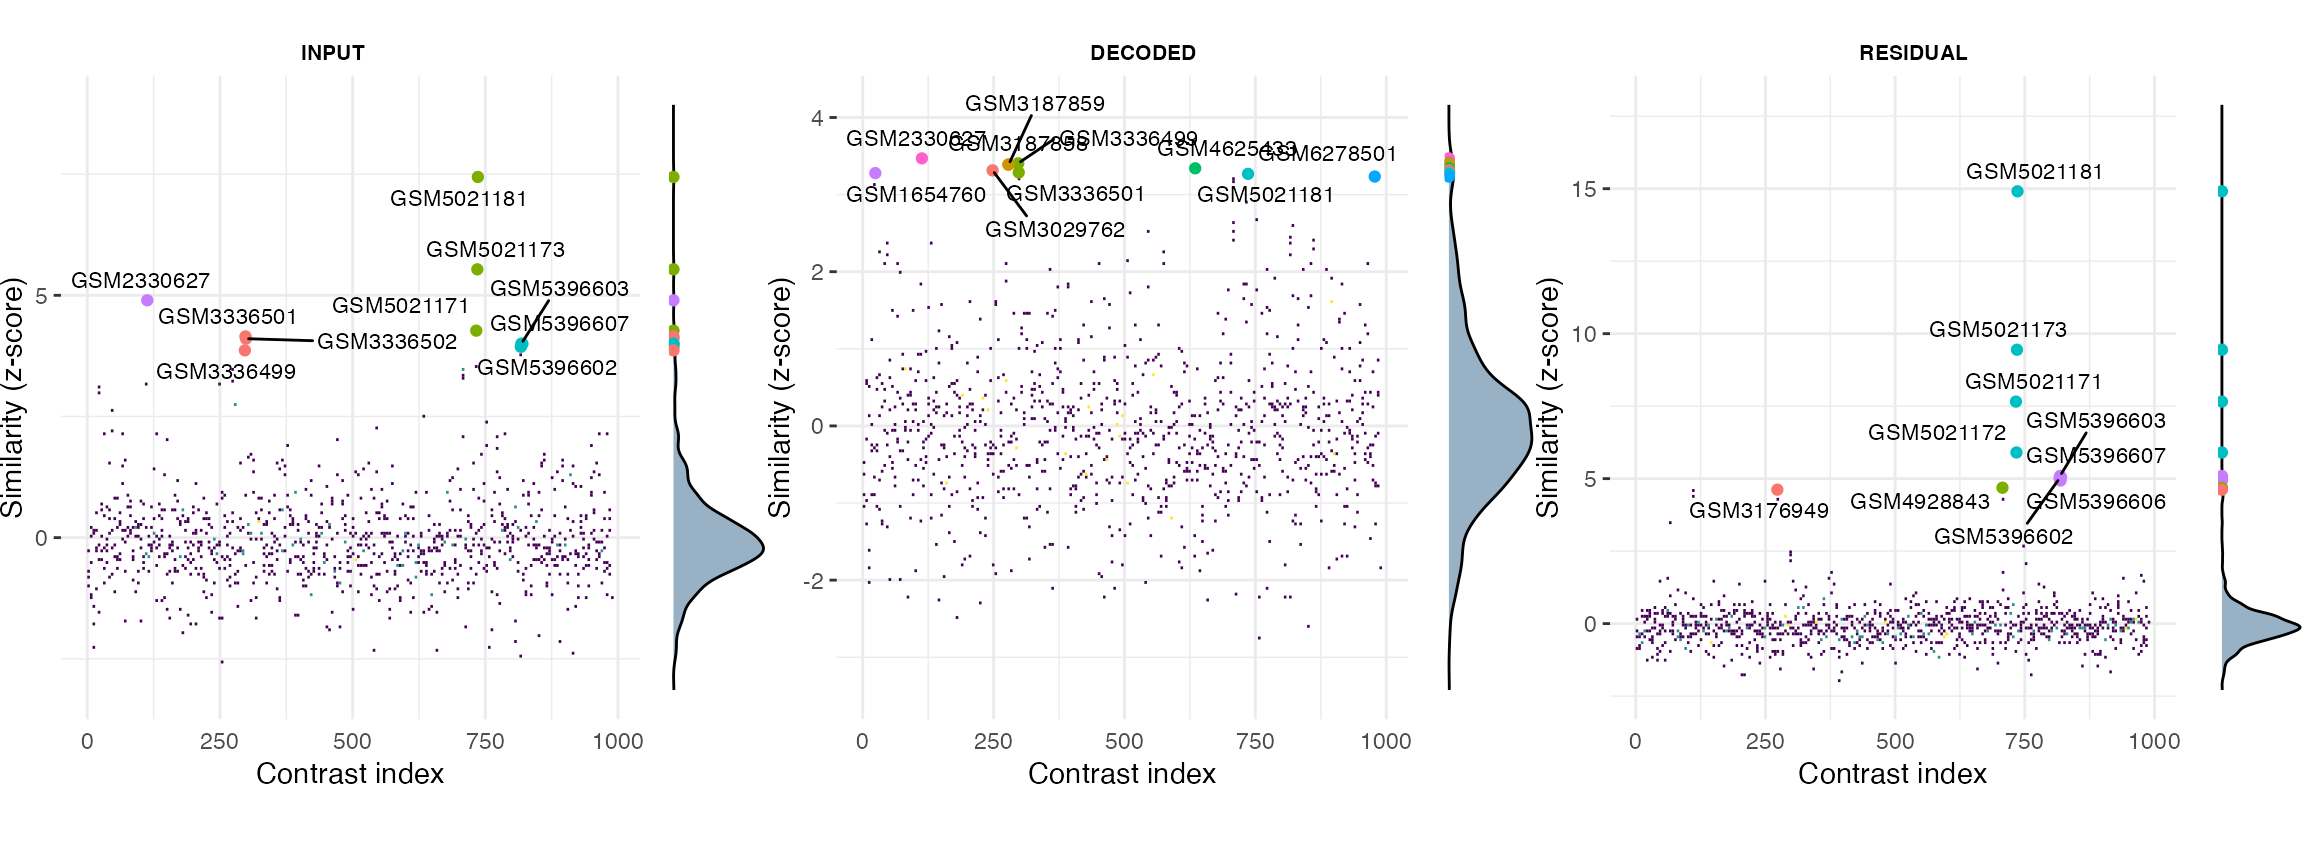 INPUT
DECODED
RESIDUAL
GSM5021181
GSM5021173
GSM2330627
GSM5396603
GSM5021171
GSM3336501
GSM5396607
GSM3336502
GSM3336499
GSM5396602
5
0
Similarity (z-score)
0
250
500
750
1000
Contrast index
GSM3187859
GSM2330627
GSM3187858
GSM3336499
GSM4625433
GSM6278501
GSM1654760
GSM3336501
GSM5021181
GSM3029762
4
2
0
-2
Similarity (z-score)
0
250
500
750
1000
Contrast index
GSM5021181
GSM5021173
GSM5021171
GSM5396603
GSM5021172
GSM5396607
GSM4928843
GSM5396606
GSM3176949
GSM5396602
15
10
5
0
Similarity (z-score)
0
250
500
750
1000
Contrast index